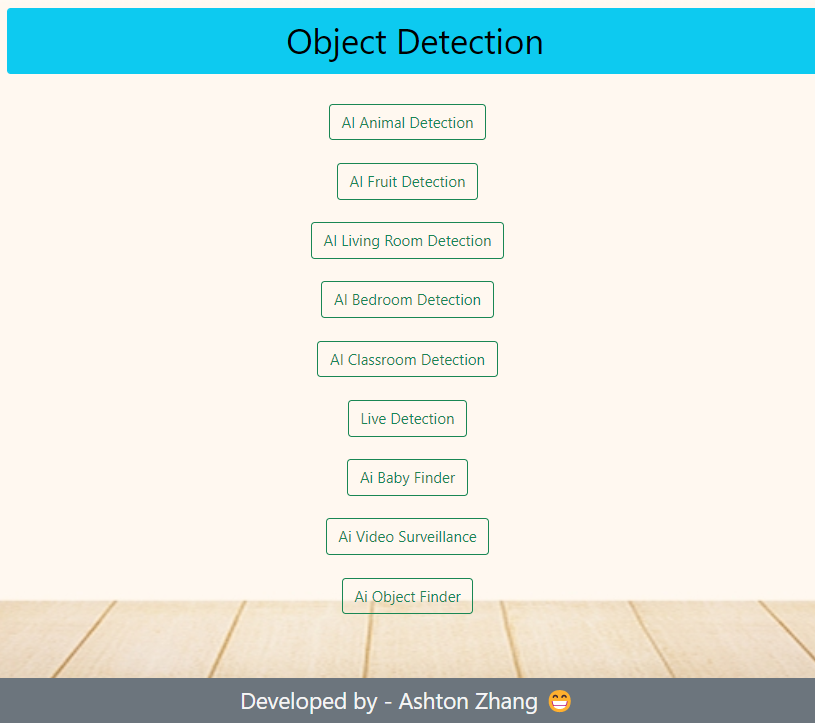 Object Detection
AI Animal Detection
AI Fruit Detection
AI Living Room Detection
AI Bedroom Detection
AI Classroom Detection
Live Detection
Ai Baby Finder
Ai Video Surveillance
Ai Object Finder
Developed by - Ashton Zhang 😁